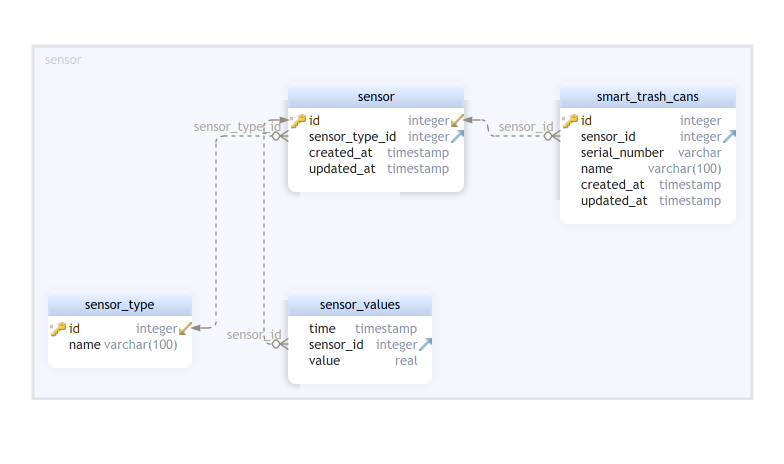 sensor
sensor
id integer
sensor_type_id integer
created_at timestamp
updated_at timestamp
smart_trash_cans
id integer
sensor_id integer
serial_number varchar
name varchar(100)
created_at timestamp
updated_at timestamp
sensor_type_id
sensor_id
sensor_type
id integer
name varchar(100)
sensor_id
sensor_values
time timestamp
sensor_id integer
value real